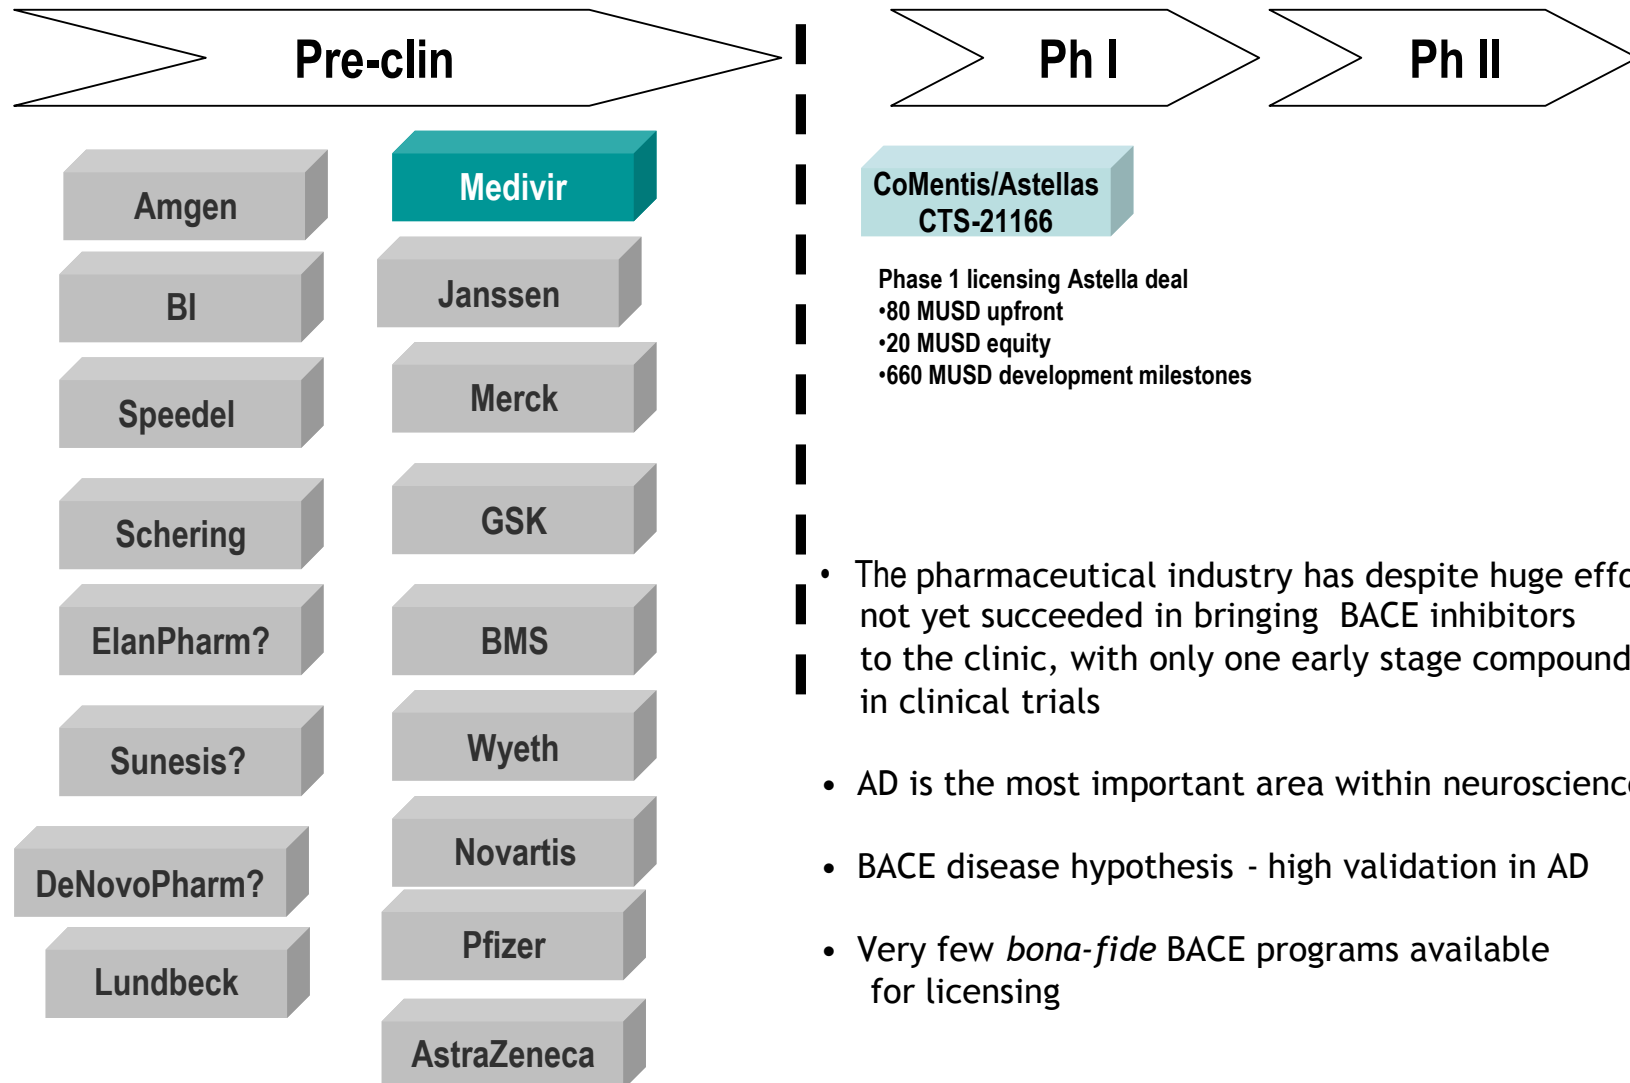 Pre-clin
Ph I
Ph II
Amgen
BI
Speedel
Schering
ElanPharm?
Sunesis?
DeNovoPharm?
Lundbeck
Medivir
Janssen
Merck
GSK
BMS
Wyeth
Novartis
Pfizer
AstraZeneca
CoMentis/Astellas
CTS-21166
Phase 1 licensing Astella deal
•80 MUSD upfront
•20 MUSD equity
•660 MUSD development milestones
• The pharmaceutical industry has despite huge
not yet succeeded in bringing BACE inhibitors
to the clinic, with only one early stage compound
in clinical trials
• AD is the most important area within neuroscience
• BACE disease hypothesis - high validation in AD
• Very few bona-fide BACE programs available
for licensing